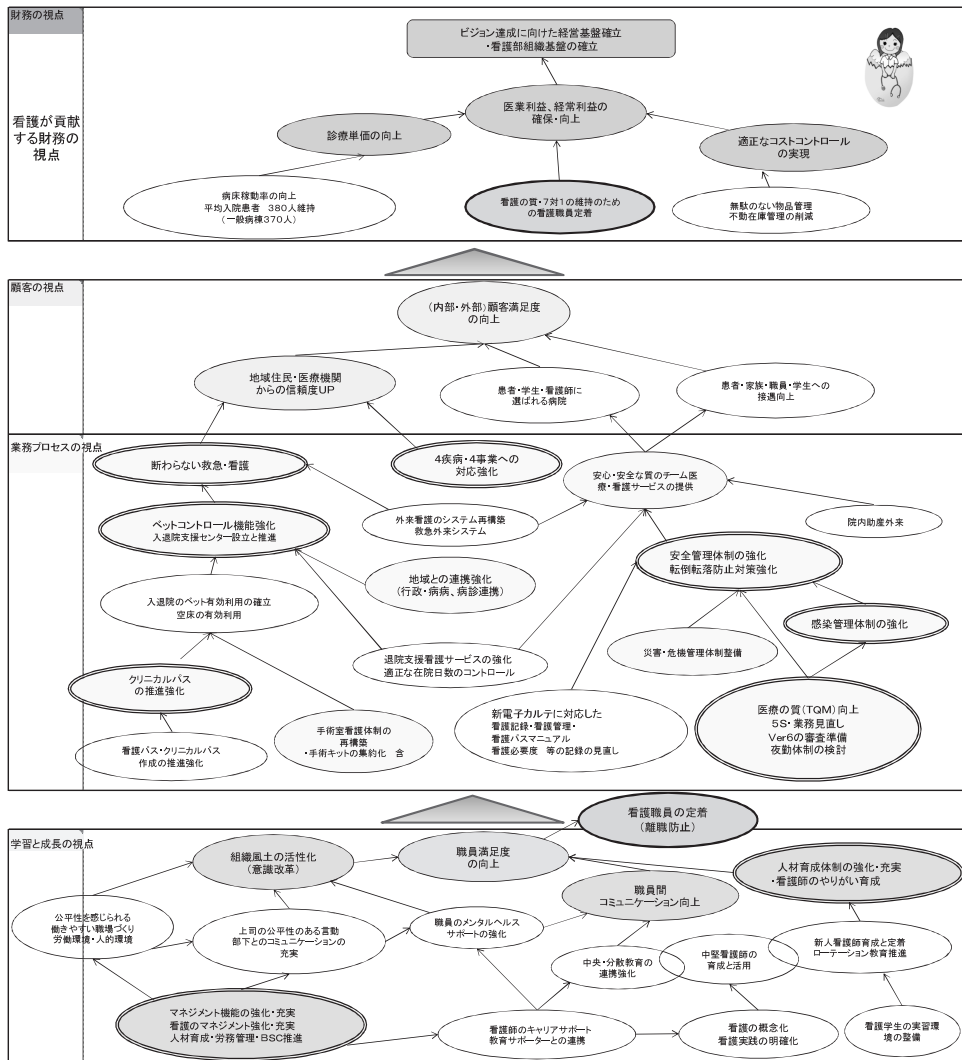 財務の視点
ビジョン達成に向けた経営基盤確立
・看護部組織基盤の確立
看護が貢献
する財務の
視点
医業利益、経常利益の
確保・向上
診療単価の向上
適正なコストコントロール
の実現
病床稼動率の向上
平均入院患者 380人維持
(一般病棟370人)
看護の質・7対1の維持のため
の看護職員定着
無駄のない物品管理
不動在庫管理の削減
顧客の視点
(内部・外部)顧客満足度
の向上
地域住民・医療機関
からの信頼度UP
患者・学生・看護師に
選ばれる病院
患者・家族・職員・学生への
接遇向上
業務プロセスの視点
断わらない救急・看護
4疾病・4事業への
対応強化
安心・安全な質のチーム医
療・看護サービスの提供
ベットコントロール機能強化
入退院支援センター設立と推進
外来看護のシステム再構築
救急外来システム
院内助産外来
安全管理体制の強化
転倒転落防止対策強化
地域との連携強化
(行政・病病、病診連携)
入退院のベット有効利用の確立
空床の有効利用
感染管理体制の強化
災害・危機管理体制整備
退院支援看護サービスの強化
適正な在院日数のコントロール
クリニカルパス
の推進強化
新電子カルテに対応した
看護記録・看護管理・
看護パスマニュアル
看護必要度 等の記録の見直し
医療の質(TQM)向上
5S・業務見直し
Ver6の審査準備
夜勤体制の検討
手術室看護体制の
再構築
・手術キットの集約化 含
看護パス・クリニカルパス
作成の推進強化
看護職員の定着
(離職防止)
学習と成長の視点
組織風土の活性化
(意識改革)
職員満足度
の向上
人材育成体制の強化・充実
・看護師のやりがい育成
職員間
コミュニケーション向上
公平性を感じられる
働きやすい職場づくり
労働環境・人的環境
上司の公平性のある言動
部下とのコミュニケーションの
充実
職員のメンタルヘルス
サポートの強化
中央・分散教育の
連携強化
中堅看護師の
育成と活用
新人看護師育成と定着
ローテーション教育推進
マネジメント機能の強化・充実
看護のマネジメント強化・充実
人材育成・労務管理・BSC推進
看護師のキャリアサポート
教育サポーターとの連携
看護の概念化
看護実践の明確化
看護学生の実習環
境の整備